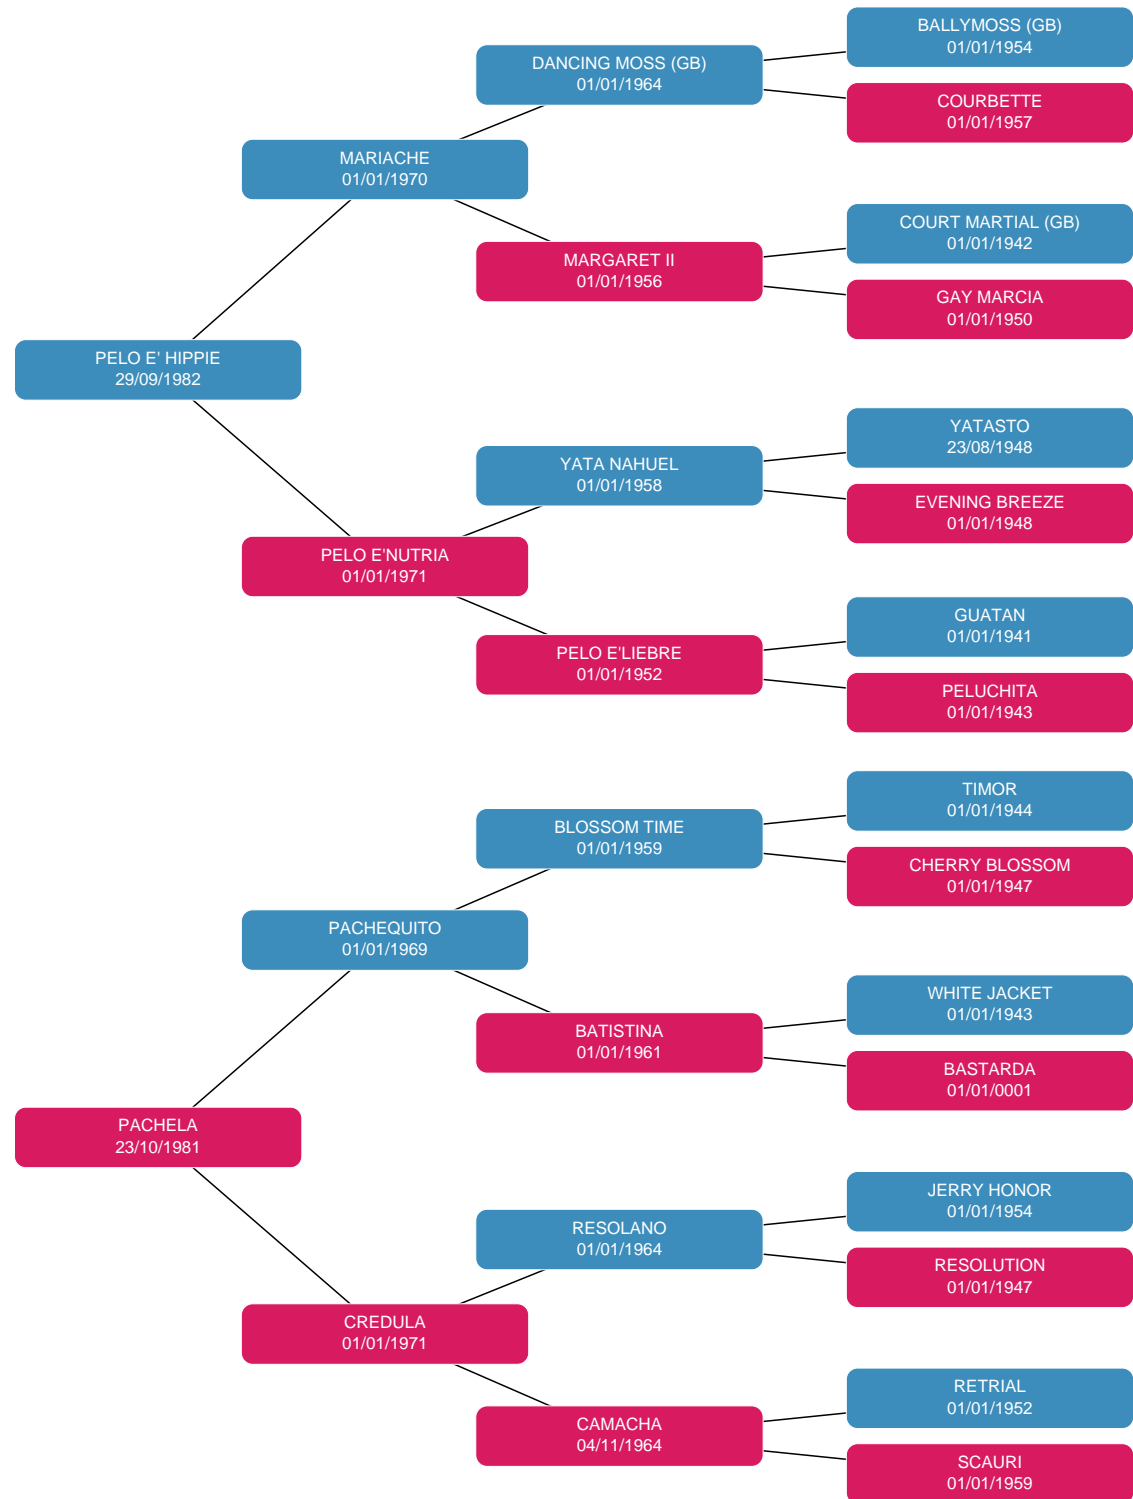 BALLYMOSS (GB)
01/01/1954
DANCING MOSS (GB)
01/01/1964
COURBETTE
01/01/1957
MARIACHE
01/01/1970
COURT MARTIAL (GB)
01/01/1942
MARGARET II
01/01/1956
GAY MARCIA
01/01/1950
PELO E' HIPPIE
29/09/1982
YATASTO
23/08/1948
YATA NAHUEL
01/01/1958
EVENING BREEZE
01/01/1948
PELO E'NUTRIA
01/01/1971
GUATAN
01/01/1941
PELO E'LIEBRE
01/01/1952
PELUCHITA
01/01/1943
TIMOR
01/01/1944
BLOSSOM TIME
01/01/1959
CHERRY BLOSSOM
01/01/1947
PACHEQUITO
01/01/1969
WHITE JACKET
01/01/1943
BATISTINA
01/01/1961
BASTARDA
01/01/0001
PACHELA
23/10/1981
JERRY HONOR
01/01/1954
RESOLANO
01/01/1964
RESOLUTION
01/01/1947
CREDULA
01/01/1971
RETRIAL
01/01/1952
CAMACHA
04/11/1964
SCAURI
01/01/1959